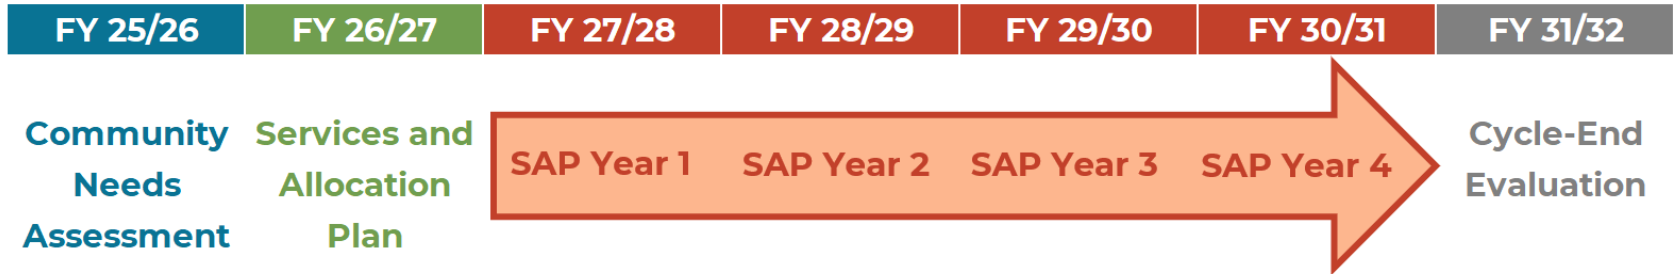 FY 25/26 FY 26/27 FY 27/28 FY 28/29 FY 29/30 FY 30/31 FY 31/32
Community
Needs
Assessment
Services and
Allocation
Plan
SAP Year 1 SAP Year 2 SAP Year 3 SAP Year 4
Cycle-End
Evaluation